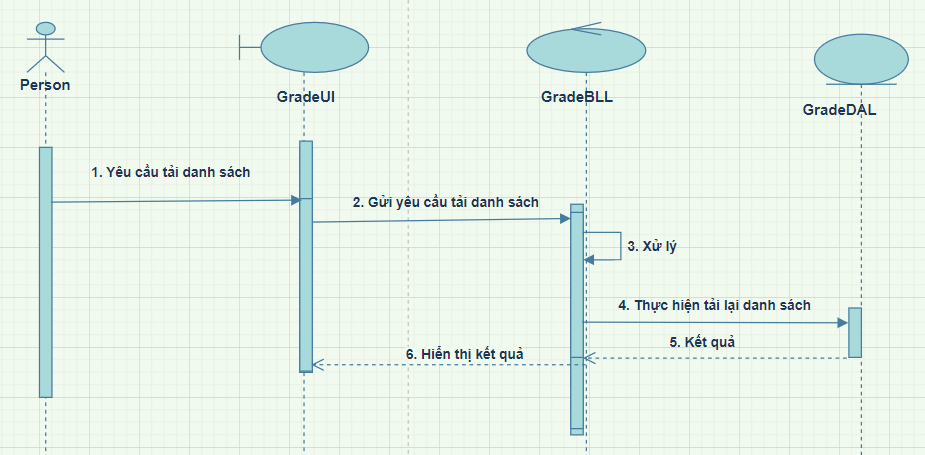 Person
GradeUI
GradeBLL
GradeDAL
1. Yêu cầu tải danh sách
2. Gửi yêu cầu tải danh sách
3. Xử lý
4. Thực hiện tải lại danh sách
5. Kết quả
6. Hiển thị kết quả